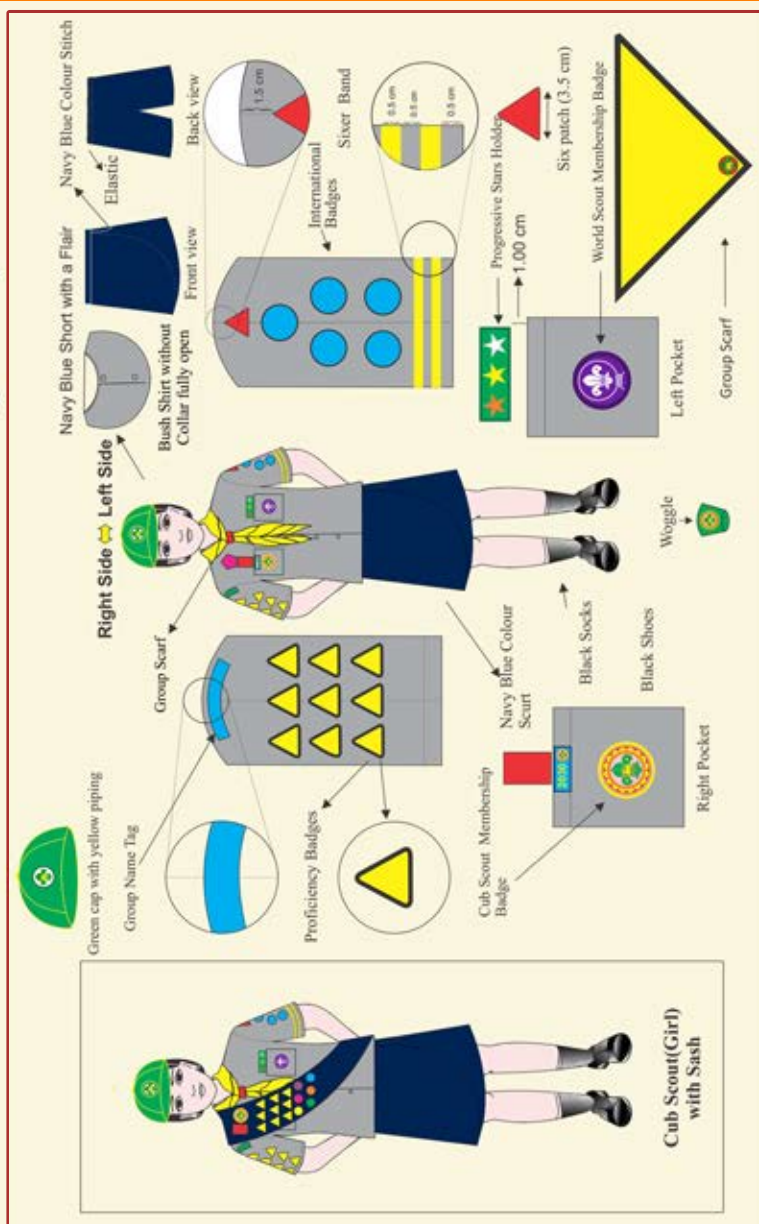 Green cap with yellow piping
Group Name Tag
Proficiency Badges
Cub Scout Membership
Badge
2030
Right Pocket
Cub Scout(Girl)
with Sash
Right Side
Left Side
Group Scarf
Navy Blue Colour
Scurt
Black Socks
Black Shoes
Woggle
Navy Blue Short with a Flair
Navy Blue Colour Stitch
Elastic
Front view
Back view
Bush Shirt without
Collar fully open
1.5 cm
International
Badges
Sixer Band
0.5 cm
0.5 cm
0.5 cm
Progressive Stars Holder
1.00 cm
Six patch (3.5 cm)
World Scout Membership Badge
Left Pocket
Group Scarf